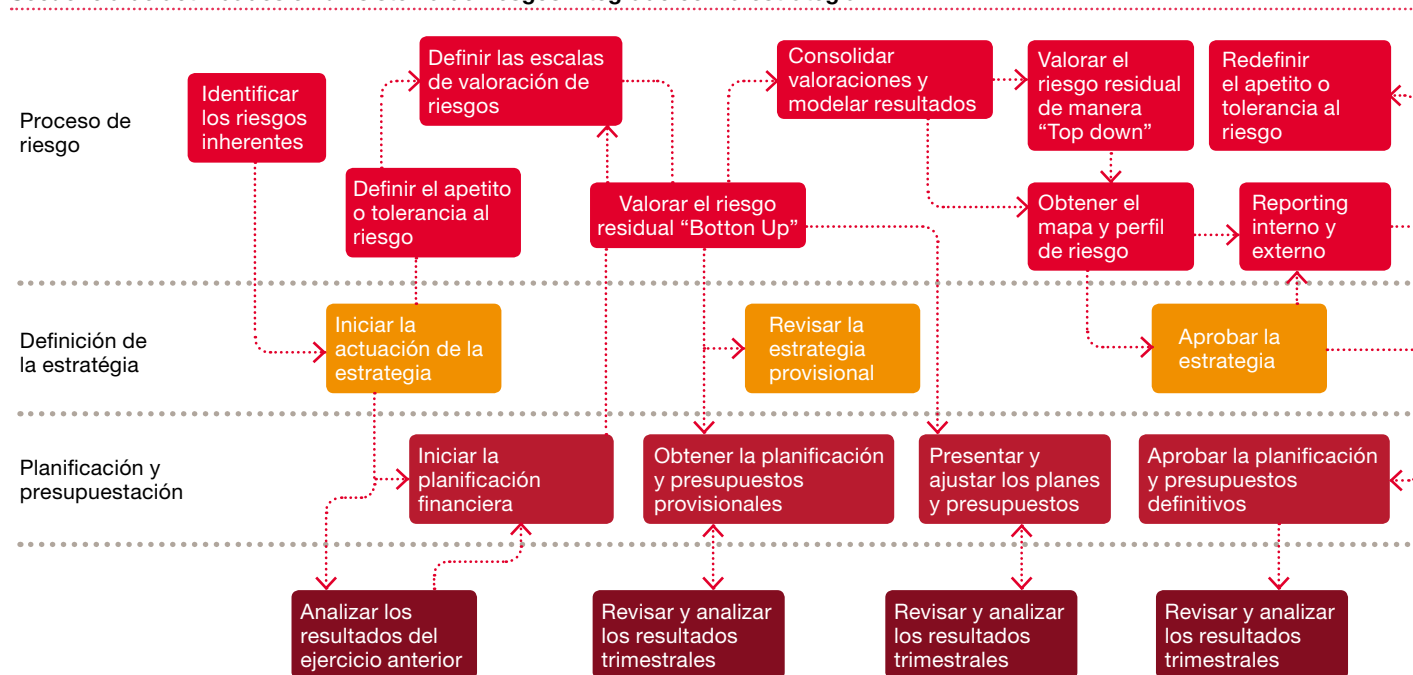 Proceso de
riesgo
Identificar
los riesgos
inherentes
Definir las escalas
de valoración de
riesgos
Definir el apetito
o tolerancia al
riesgo
Valorar el riesgo
residual “Botton Up”
Consolidar
valoraciones y
modelar resultados
Valorar el
riesgo residual
de manera
“Top down”
Redefinir
el apetito o
tolerancia al
riesgo
Obtener el
mapa y perfil
de riesgo
Reporting
interno y
externo
Definición de
la estratégia
Iniciar la
actuación de la
estrategia
Revisar la
estrategia
provisional
Aprobar la
estrategia
Planificación y
presupuestación
Iniciar la
planificación
financiera
Obtener la planificación
y presupuestos
provisionales
Presentar y
ajustar los planes
y presupuestos
Aprobar la planificación
y presupuestos
definitivos
Analizar los
resultados del
ejercicio anterior
Revisar y analizar
los resultados
trimestrales
Revisar y analizar
los resultados
trimestrales
Revisar y analizar
los resultados
trimestrales